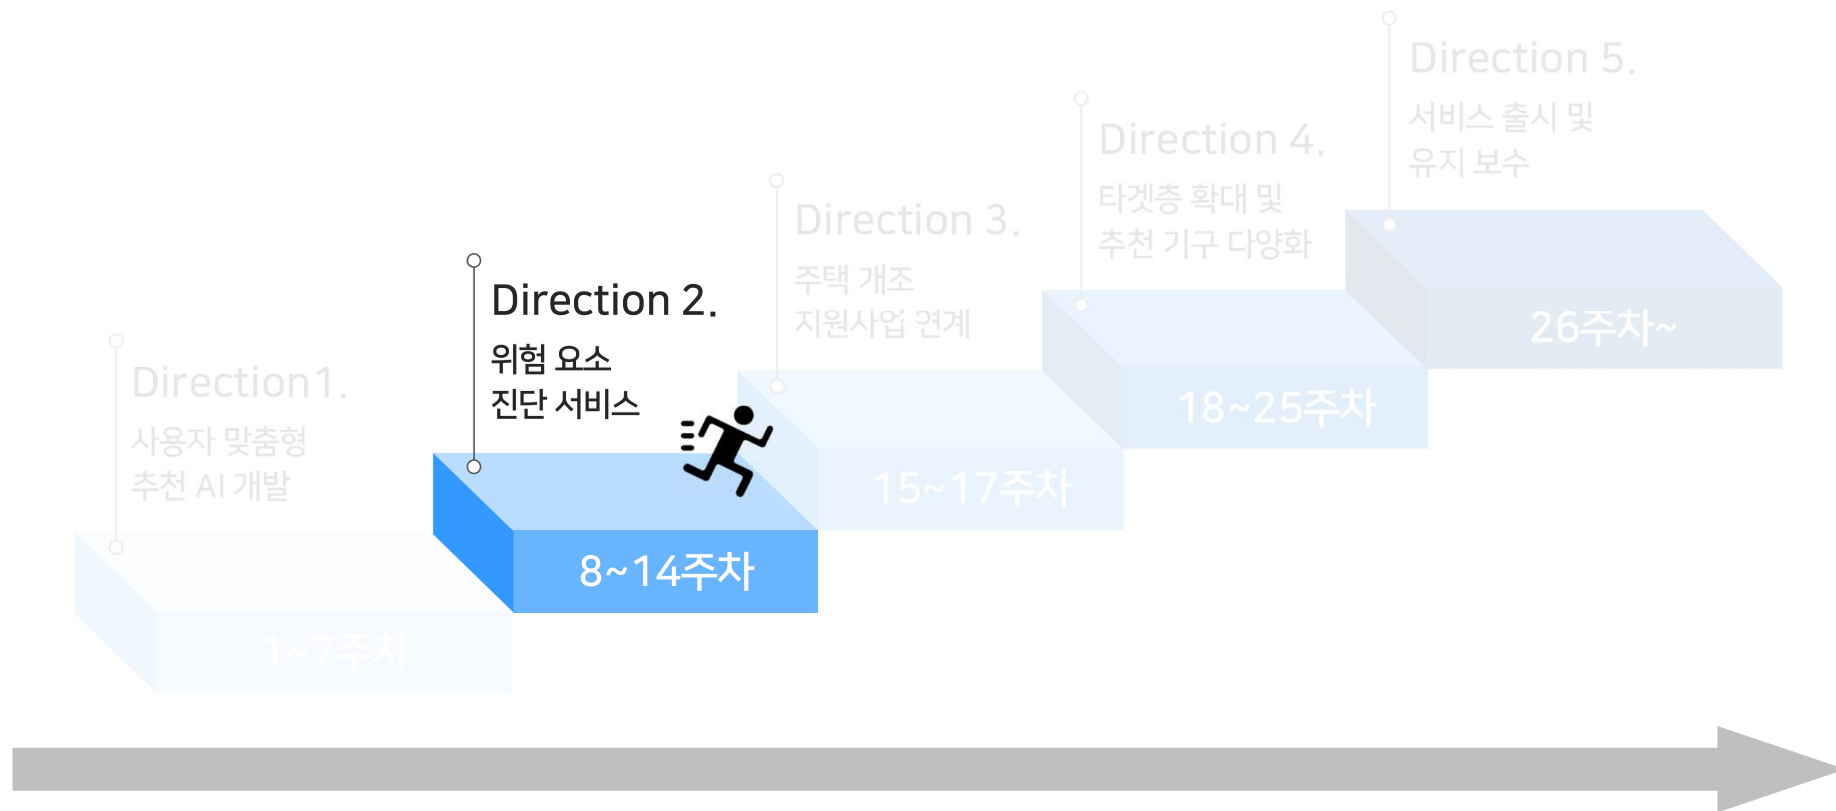 Direction1.
사용자 맞춤형
추천 AI 개발
1~7주차
Direction 2.
위험 요소
진단 서비스
8~14주차
Direction 3.
주택 개조
지원사업 연계
15~17주차
Direction 4.
타겟층 확대 및
추천 기구 다양화
18~25주차
Direction 5.
서비스 출시 및
유지 보수
26주차~